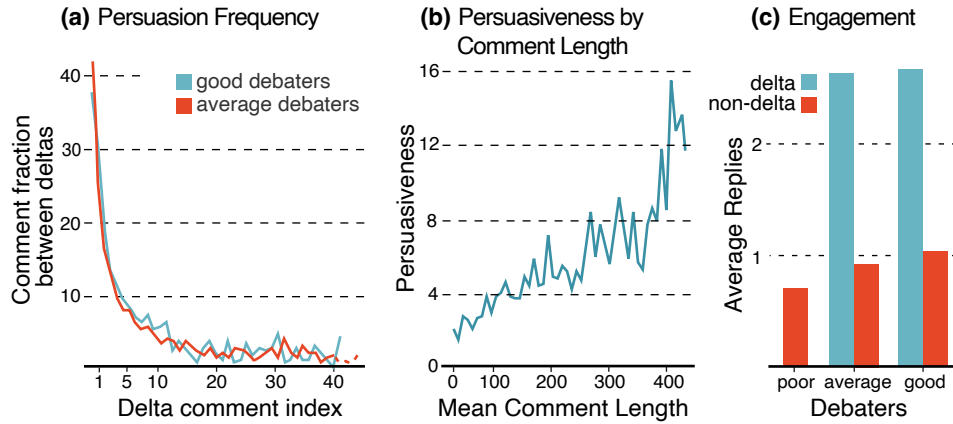 (a) Persuasion Frequency
Comment fraction
between deltas
40
30
20
10
good debaters
average debaters
1 5 10 20 30 40
Delta comment index
(b) Persuasiveness by
Comment Length
Persuasiveness
16
12
8
4
0
0 100 200 300 400
Mean Comment Length
(c) Engagement
Average Replies
delta
non-delta
2
1
poor average good
Debaters